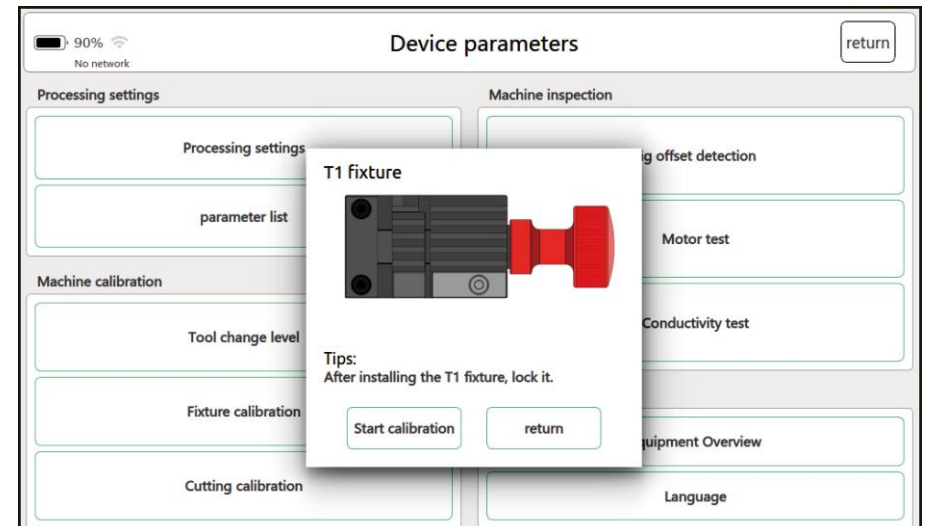 90%
No network
Device parameters
return
Processing settings
Machine inspection
Processing settings
parameter list
Machine calibration
Tool change level
Fixture calibration
Cutting calibration
T1 fixture
Tips:
After installing the T1 fixture, lock it.
Start calibration
return
offset detection
Motor test
Conductivity test
Overview
Language